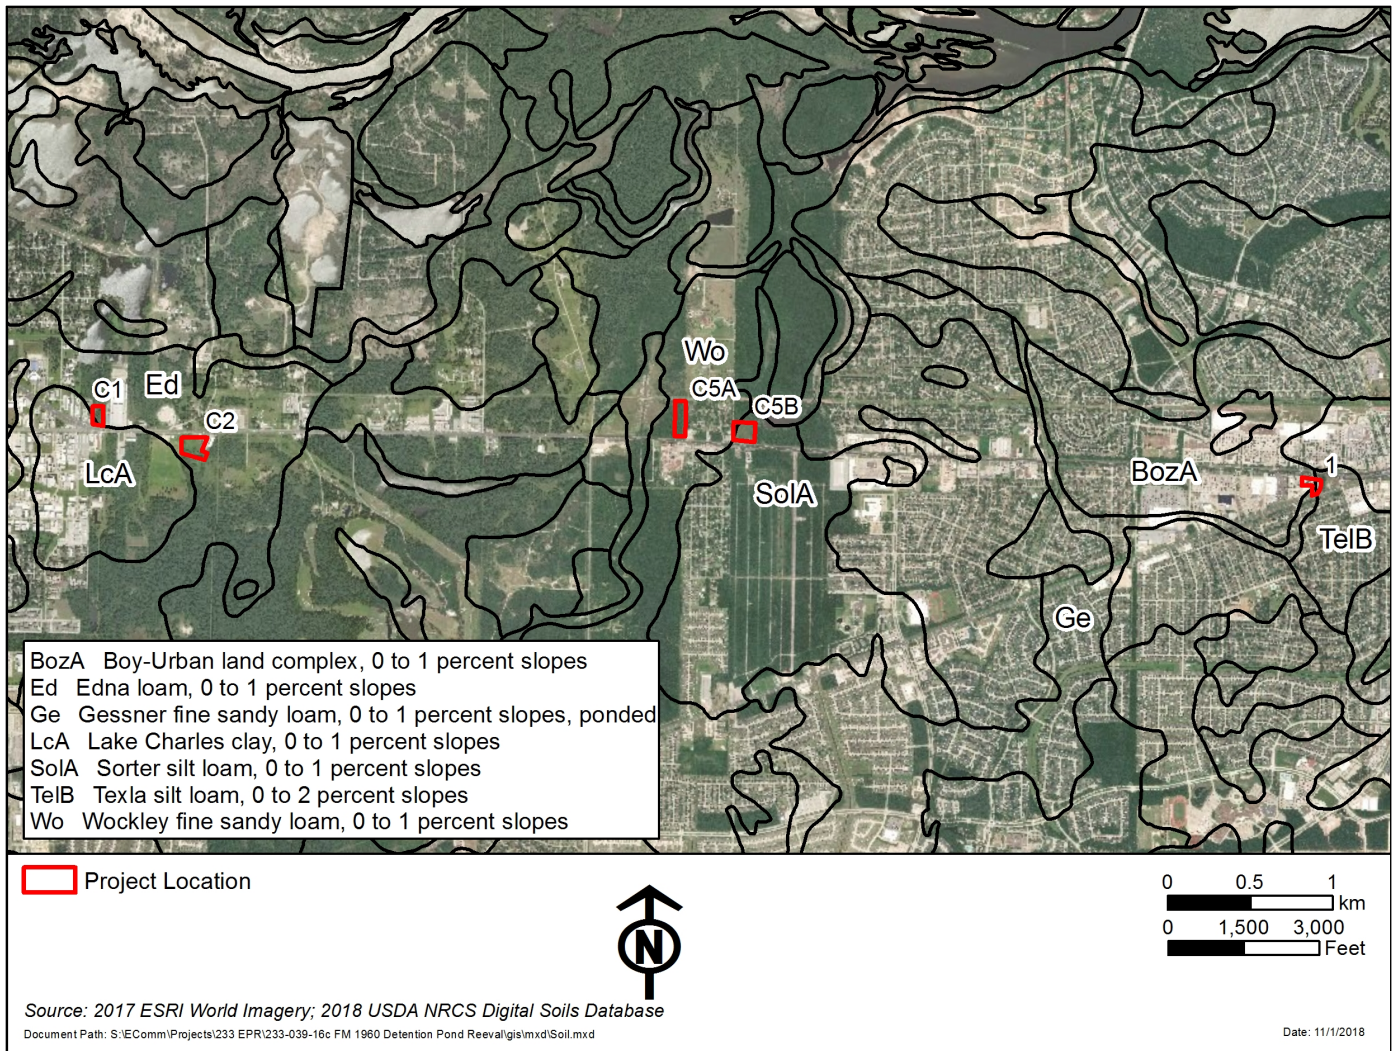 Wo
C1
Ed
C5A
C2
C5B
LcA
SolA
BozA
1
TelB
Ge
BozA Boy-Urban land complex, 0 to 1 percent slopes
Ed Edna loam, 0 to 1 percent slopes
Ge Gessner fine sandy loam, 0 to 1 percent slopes, ponded
LcA Lake Charles clay, 0 to 1 percent slopes
SolA Sorter silt loam, 0 to 1 percent slopes
TelB Texla silt loam, 0 to 2 percent slopes
Wo Wockley fine sandy loam, 0 to 1 percent slopes
Project Location
N
0 0.5 1
km
0 1,500 3,000
Feet
Source: 2017 ESRI World Imagery; 2018 USDA NRCS Digital Soils Database
Document Path: S:\EComm\Projects\233 EPR\233-039-16c FM 1960 Detention Pond Reeval\gis\mxd\Soil.mxd
Date: 11/1/2018